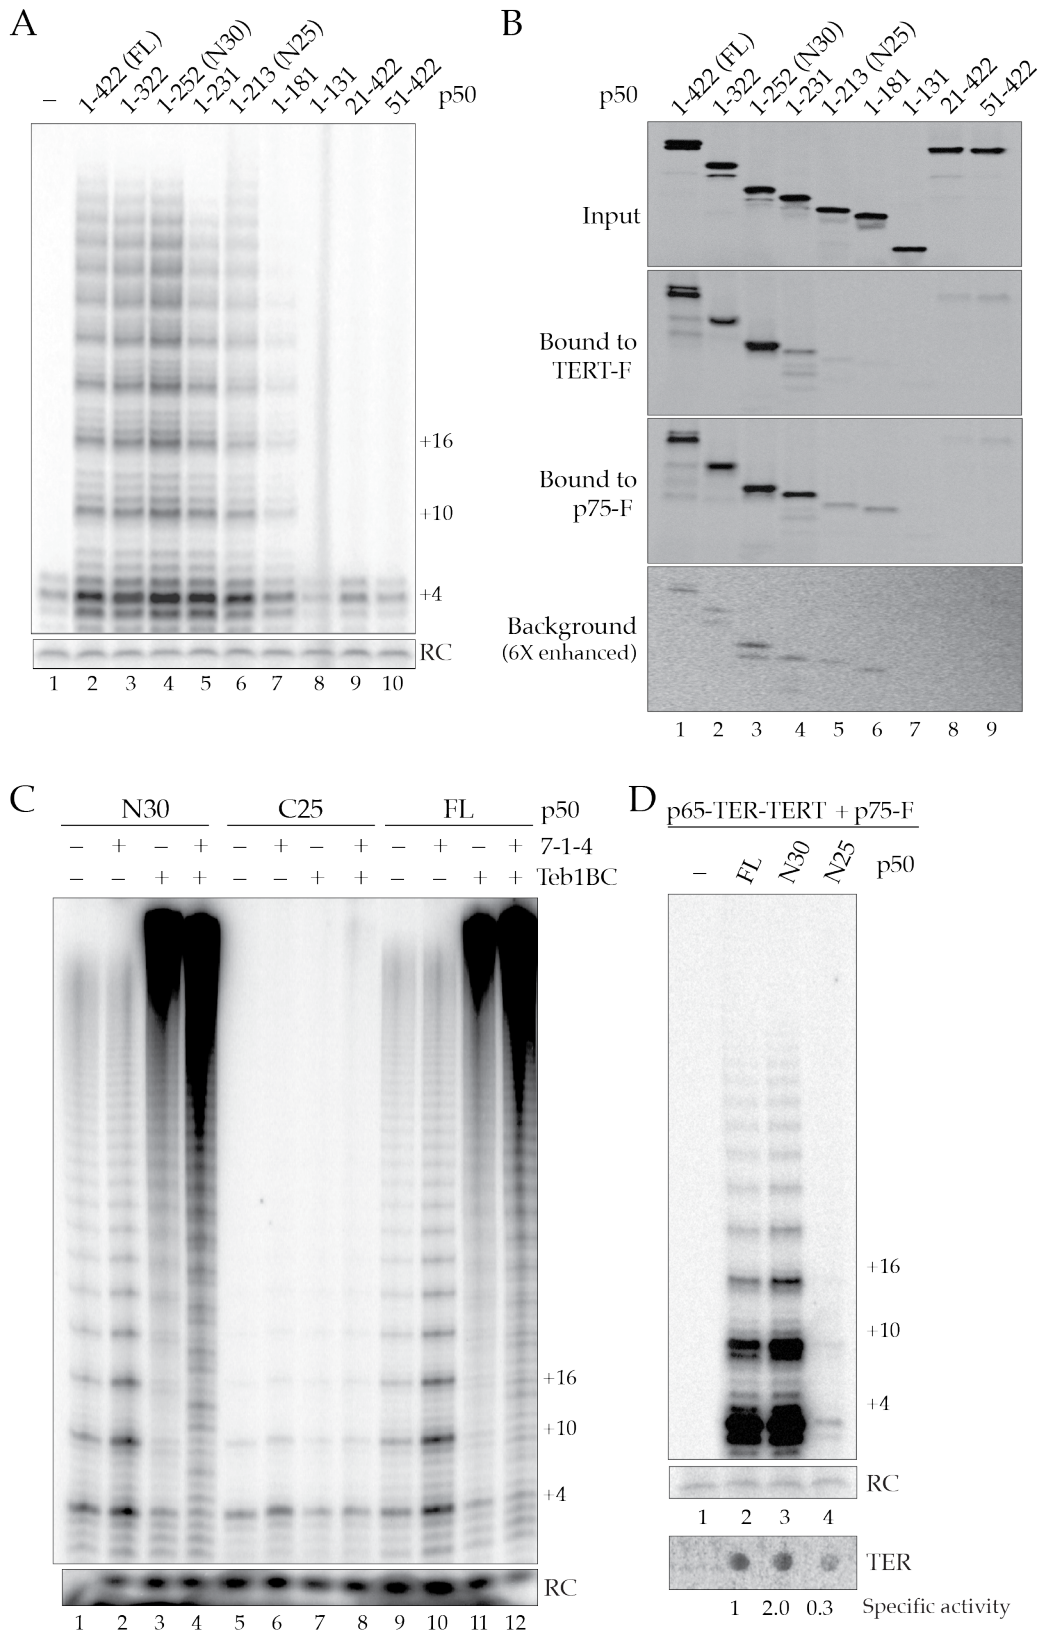 A
– 1-422 (FL) 1-322 1-252 (N30) 1-231 1-213 (N25) 1-181 1-131 21-422 51-422 p50
+16
+10
+4
RC
1 2 3 4 5 6 7 8 9 10
B
p50 1-422 (FL) 1-322 1-252 (N30) 1-231 1-213 (N25) 1-181 1-131 21-422 51-422
Input
Bound to
TERT-F
Bound to
p75-F
Background
(6X enhanced)
1 2 3 4 5 6 7 8 9
C
N30 C25 FL p50
– + – + – + – + – + – + 7-1-4
– – + + – – + + – – + + Teb1BC
+16
+10
+4
RC
1 2 3 4 5 6 7 8 9 10 11 12
D
p65-TER-TERT + p75-F
– FL N30 N25 p50
+16
+10
+4
RC
1 2 3 4
TER
1 2.0 0.3 Specific activity